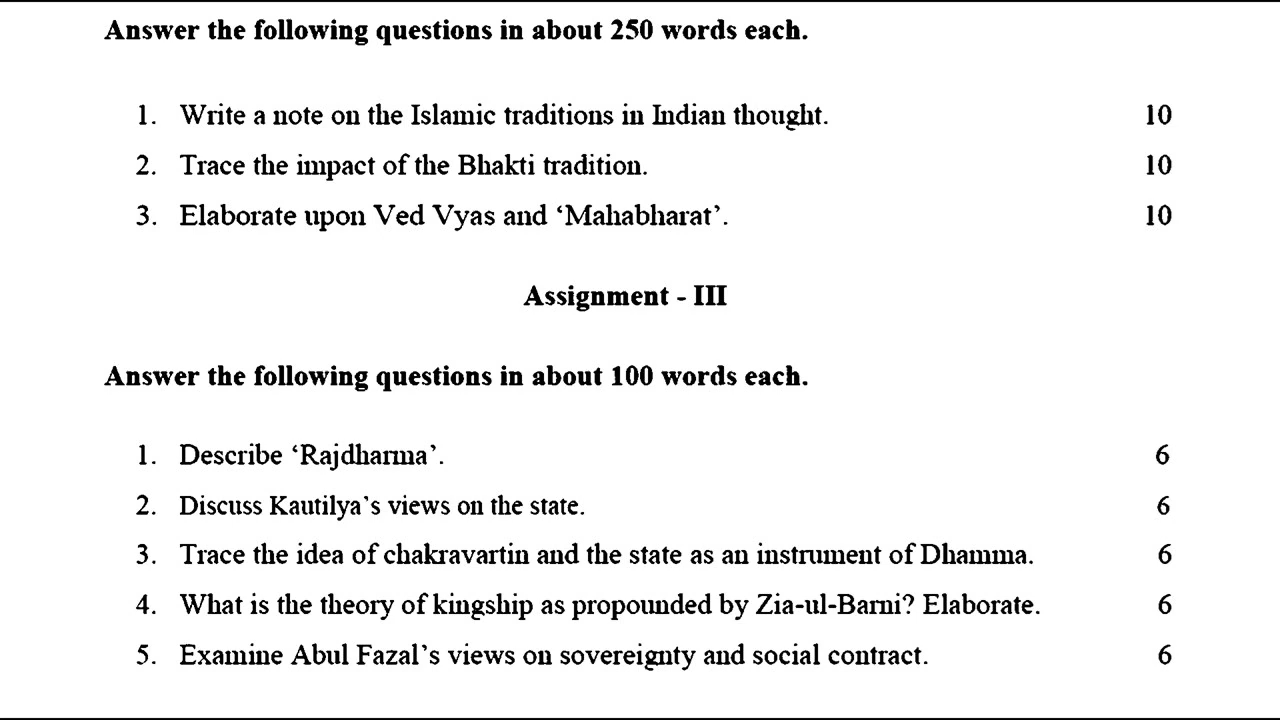 Answer the following questions in about 250 words each.
1. Write a note on the Islamic traditions in Indian thought. 10
2. Trace the impact of the Bhakti tradition. 10
3. Elaborate upon Ved Vyas and ‘Mahabharat’. 10
Assignment - III
Answer the following questions in about 100 words each.
1. Describe ‘Rajdharma’. 6
2. Discuss Kautilya’s views on the state. 6
3. Trace the idea of chakravartin and the state as an instrument of Dhamma. 6
4. What is the theory of kingship as propounded by Zia-ul-Barni? Elaborate. 6
5. Examine Abul Fazal’s views on sovereignty and social contract. 6